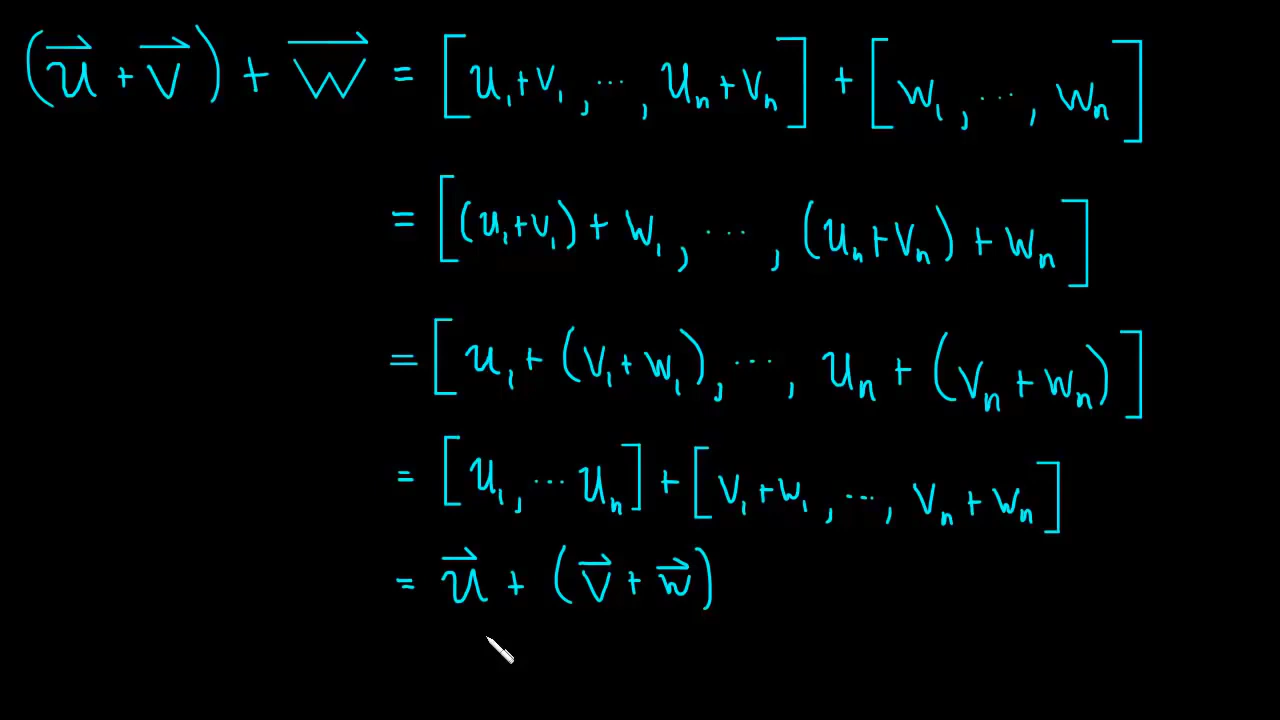 (u⃗ + v⃗) + w⃗ = [u₁+v₁, ⋯, uₙ+vₙ] + [w₁, ⋯, wₙ]
= [(u₁+v₁) + w₁, ⋯, (uₙ+vₙ) + wₙ]
= [u₁ + (v₁+w₁), ⋯, uₙ + (vₙ+wₙ)]
= [u₁, ⋯ uₙ] + [v₁+w₁, ⋯, vₙ+wₙ]
= u⃗ + (v⃗ + w⃗)